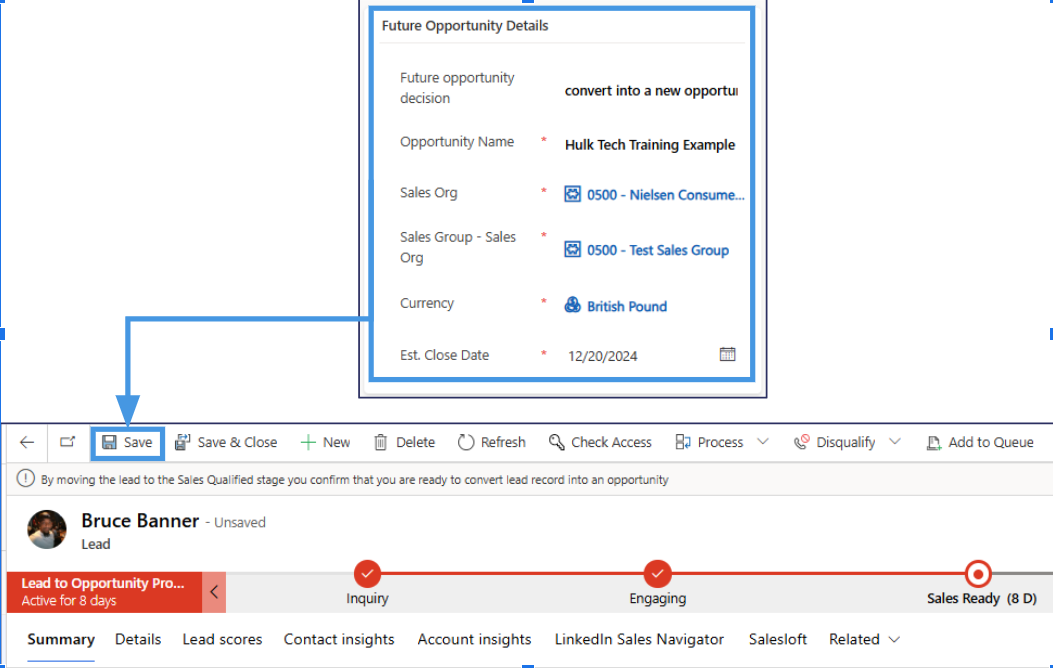 Future Opportunity Details
Future opportunity
decision
convert into a new opportu
Opportunity Name * Hulk Tech Training Example
Sales Org * 0500 - Nielsen Consume...
Sales Group - Sales
Org
* 0500 - Test Sales Group
Currency * British Pound
Est. Close Date * 12/20/2024
Save Save & Close New Delete Refresh Check Access Process Disqualify Add to Queue
By moving the lead to the Sales Qualified stage you confirm that you are ready to convert lead record into an opportunity
Bruce Banner - Unsaved
Lead
Lead to Opportunity Pro...
Active for 8 days
Inquiry Engaging Sales Ready (8 D)
Summary Details Lead scores Contact insights Account insights LinkedIn Sales Navigator Salesloft Related